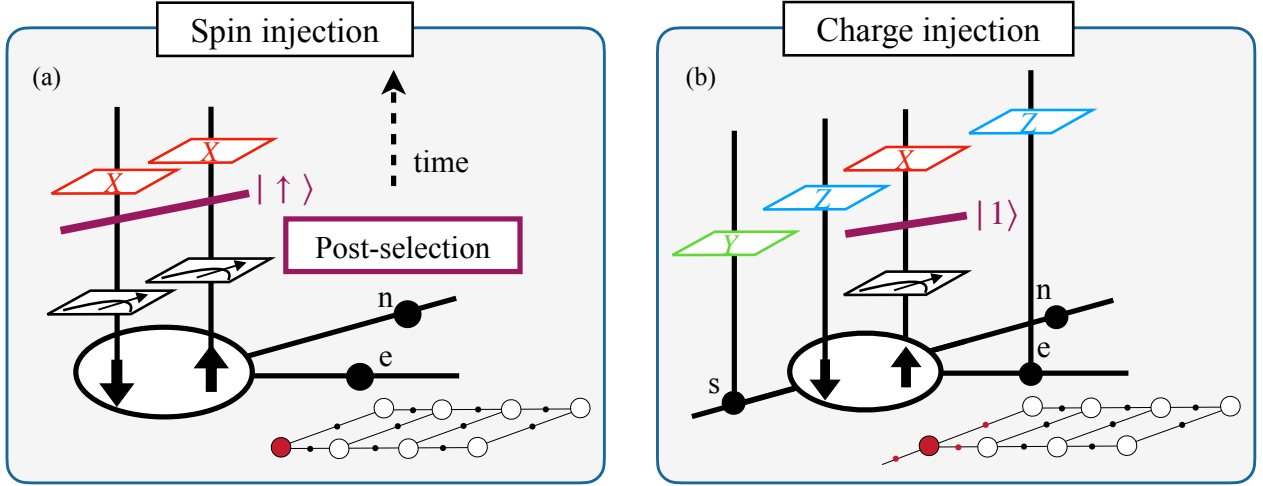 Spin injection
(a)
X
X
| ↑ ⟩
time
Post-selection
n
e
Charge injection
(b)
Z
X
Z
|1⟩
Y
n
e
s